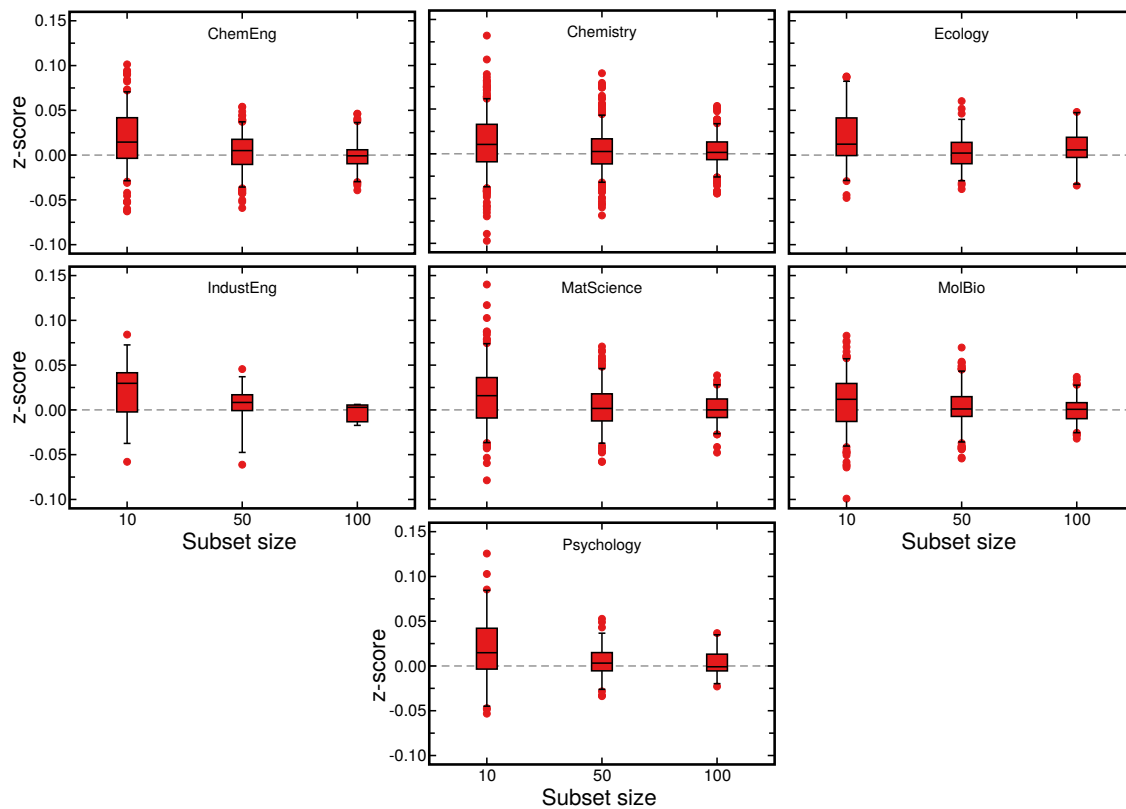 ChemEng
Chemistry
Ecology
0.15
0.10
0.05
0.00
-0.05
-0.10
z-score
IndustEng
MatScience
MolBio
0.15
0.10
0.05
0.00
-0.05
-0.10
z-score
10 50 100
Subset size
10 50 100
Subset size
Psychology
0.15
0.10
0.05
0.00
-0.05
-0.10
z-score
10 50 100
Subset size